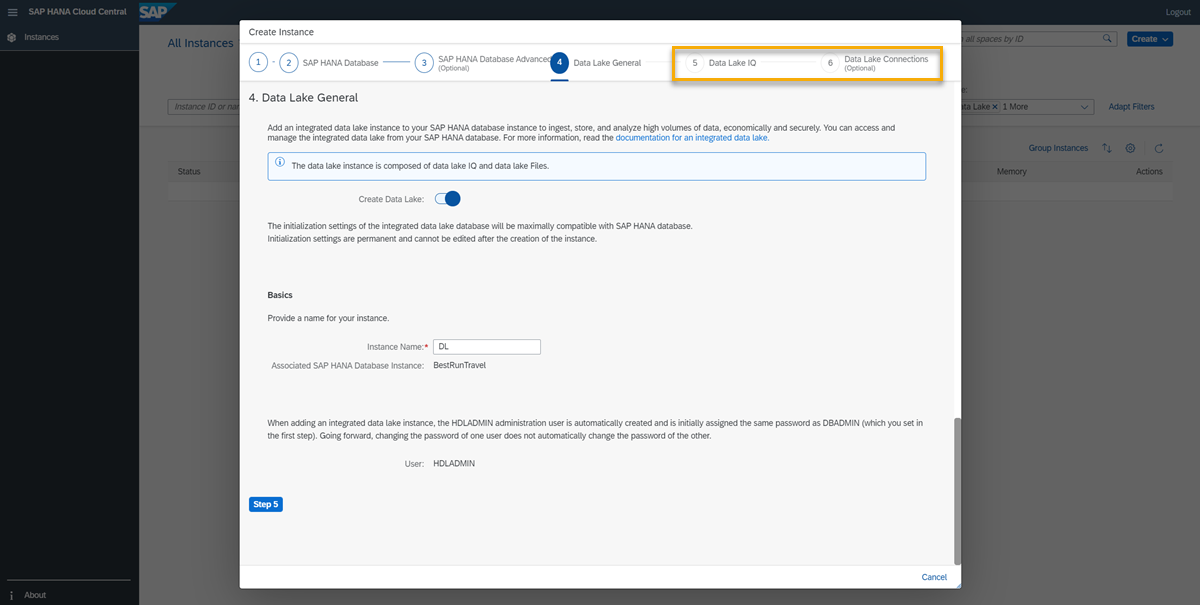 SAP HANA Cloud Central
SAP
Logout
Instances
All Instances
all spaces by ID
Create
Instance ID or nar
ata Lake
1 More
Adapt Filters
Group Instances
Status
Memory
Actions
Create Instance
1
2 SAP HANA Database
3 SAP HANA Database Advanced
(Optional)
4 Data Lake General
5 Data Lake IQ
6 Data Lake Connections
(Optional)
4. Data Lake General
Add an integrated data lake instance to your SAP HANA database instance to ingest, store, and analyze high volumes of data, economically and securely. You can access and
manage the integrated data lake from your SAP HANA database. For more information, read the documentation for an integrated data lake.
The data lake instance is composed of data lake IQ and data lake Files.
Create Data Lake:
The initialization settings of the integrated data lake database will be maximally compatible with SAP HANA database.
Initialization settings are permanent and cannot be edited after the creation of the instance.
Basics
Provide a name for your instance.
Instance Name:* DL
Associated SAP HANA Database Instance: BestRunTravel
When adding an integrated data lake instance, the HDLADMIN administration user is automatically created and is initially assigned the same password as DBADMIN (which you set in
the first step). Going forward, changing the password of one user does not automatically change the password of the other.
User: HDLADMIN
Step 5
Cancel
About